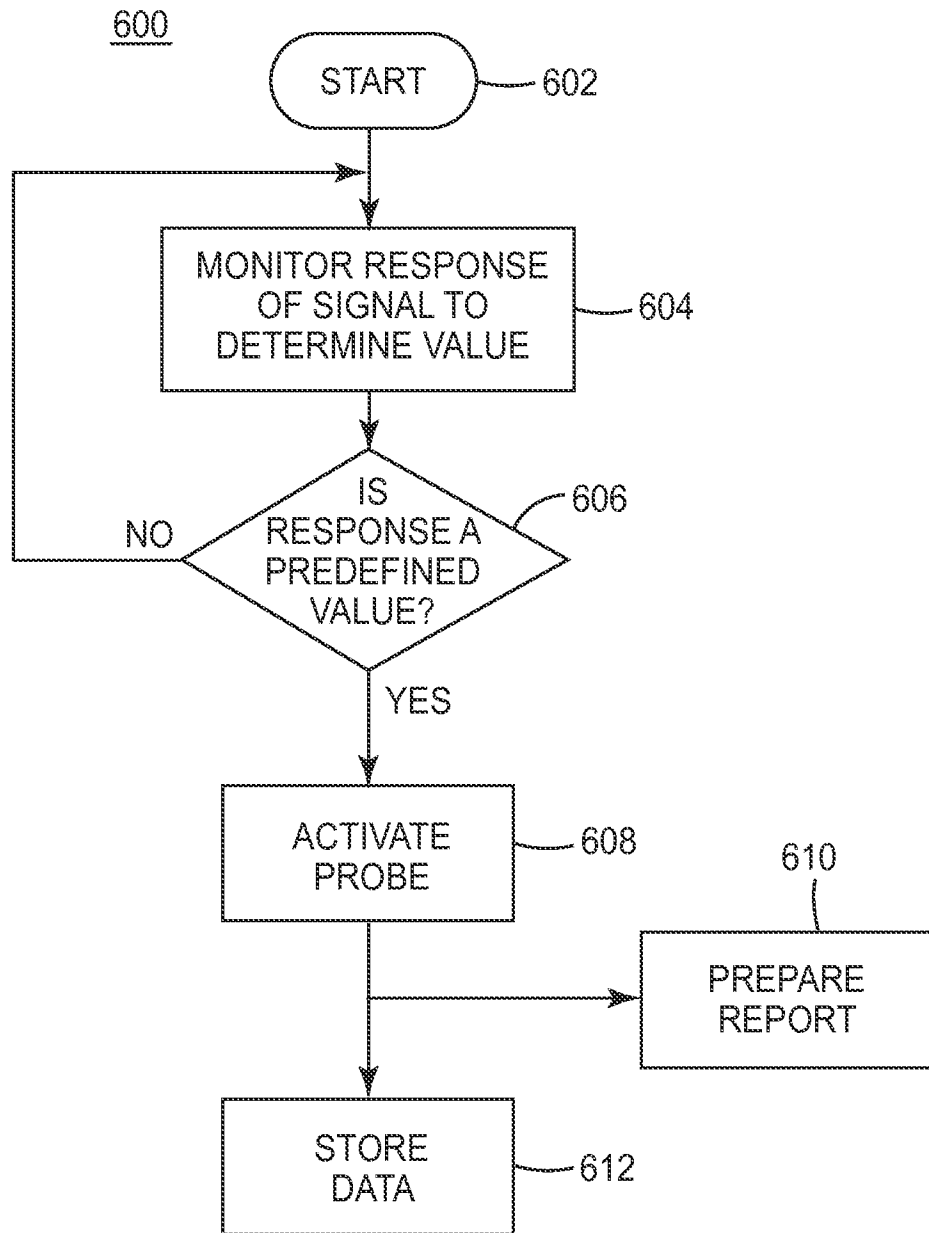 600
START
602
MONITOR RESPONSE
OF SIGNAL TO
DETERMINE VALUE
604
IS
RESPONSE A
PREDEFINED
VALUE?
606
NO
YES
ACTIVATE
PROBE
608
610
PREPARE
REPORT
STORE
DATA
612